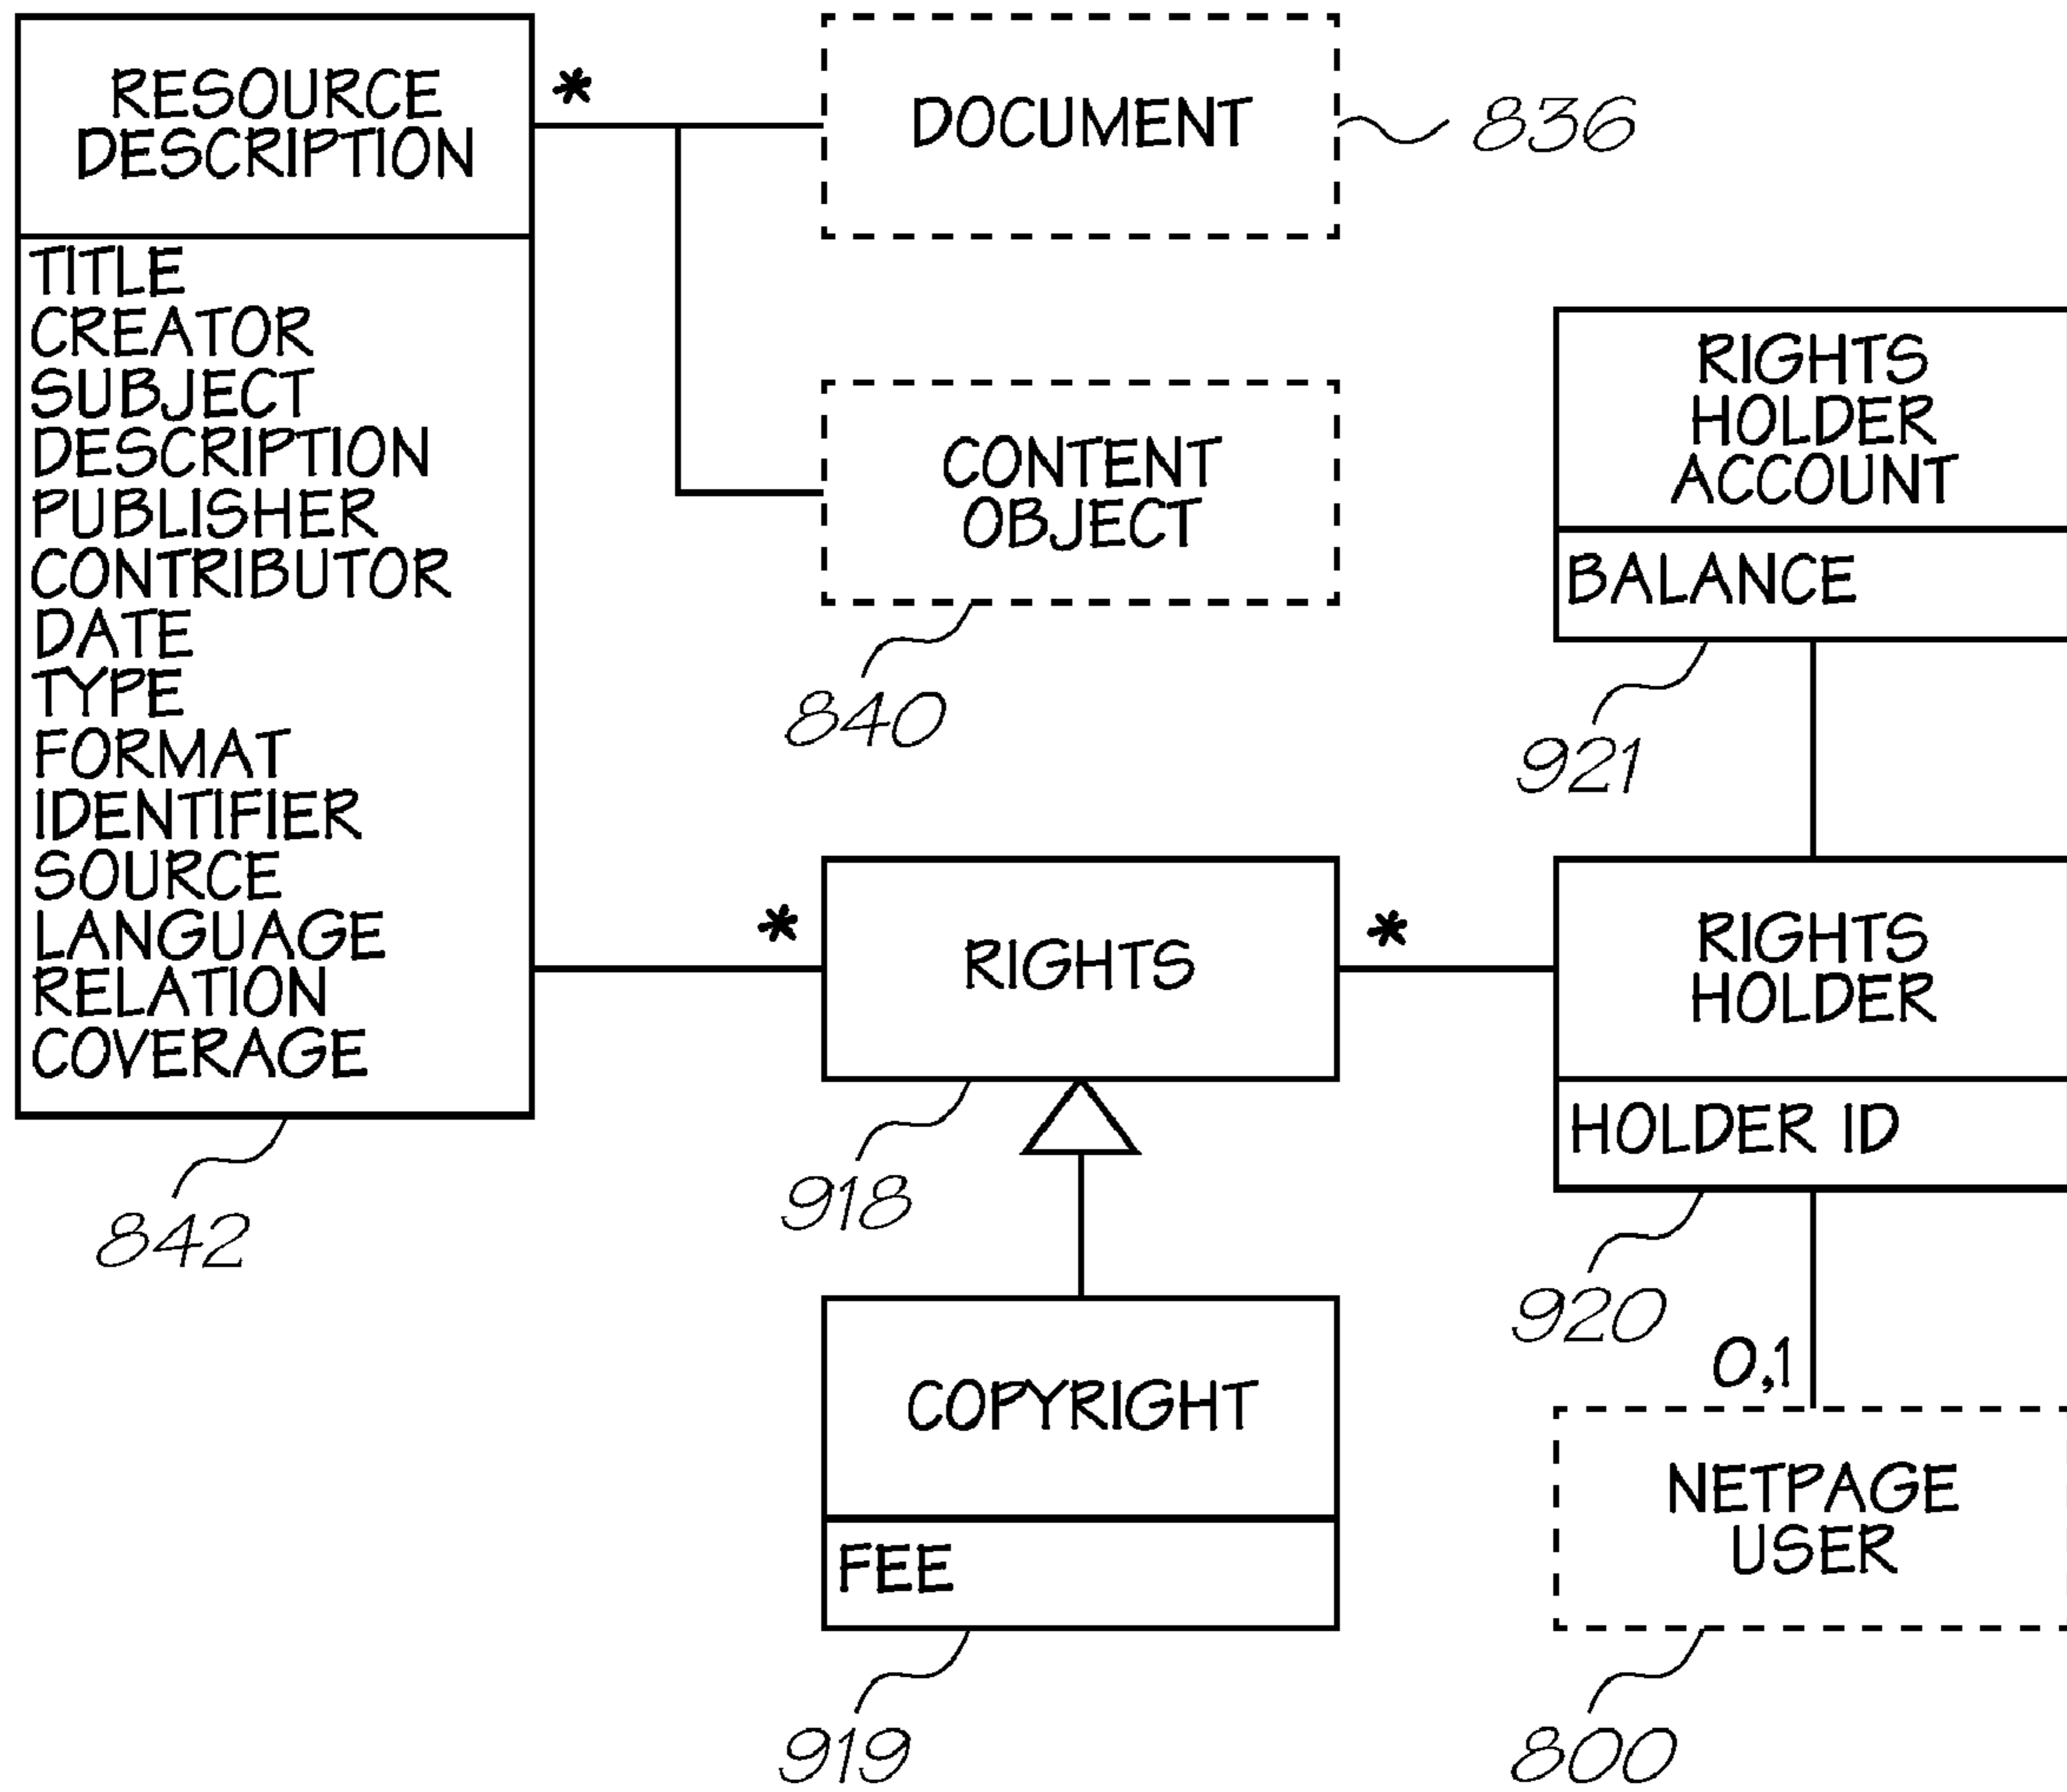 RESOURCE
DESCRIPTION
TITLE
CREATOR
SUBJECT
DESCRIPTION
PUBLISHER
CONTRIBUTOR
DATE
TYPE
FORMAT
IDENTIFIER
SOURCE
LANGUAGE
RELATION
COVERAGE
842
*
DOCUMENT
836
CONTENT
OBJECT
840
RIGHTS
HOLDER
ACCOUNT
BALANCE
921
*
RIGHTS
*
918
RIGHTS
HOLDER
HOLDER ID
920
COPYRIGHT
FEE
919
0,1
NETPAGE
USER
800